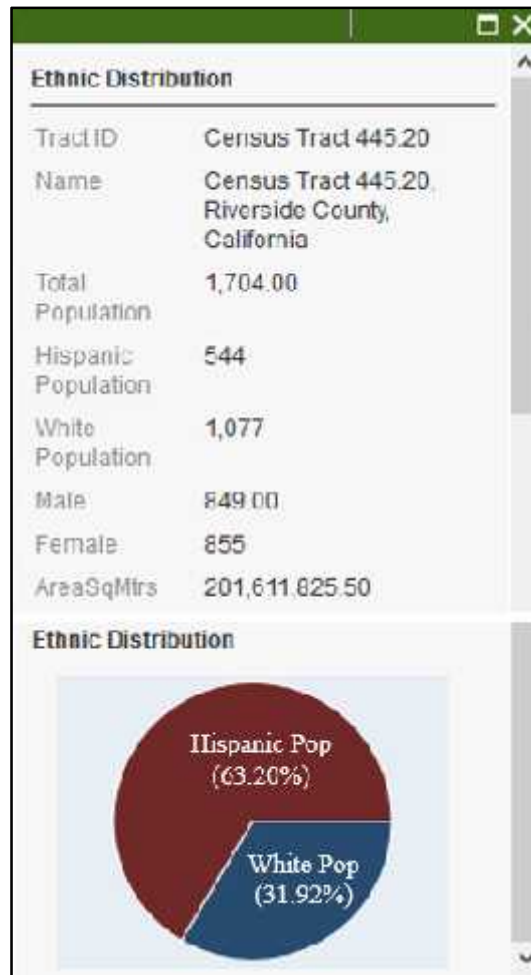 Ethnic Distribution
Tract ID Census Tract 445.20
Name Census Tract 445.20,
Riverside County,
California
Total Population 1,704.00
Hispanic Population 544
White Population 1,077
Male 849.00
Female 855
AreaSqMtrs 201,611,825.50
Ethnic Distribution
Hispanic Pop
(63.20%)
White Pop
(31.92%)